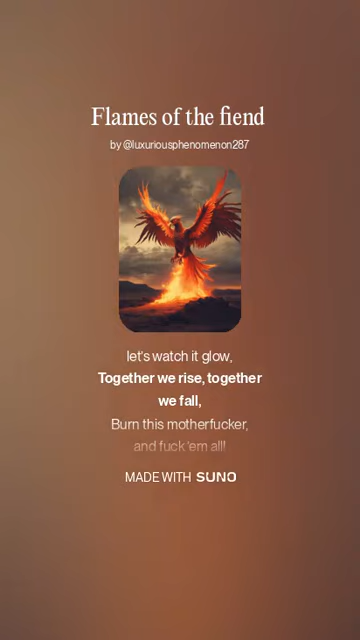 Flames of the fiend
by @luxuriousphenomenon287
let's watch it glow,
Together we rise, together
we fall,
Burn this motherfucker,
and fuck 'em all!
MADE WITH SUNO